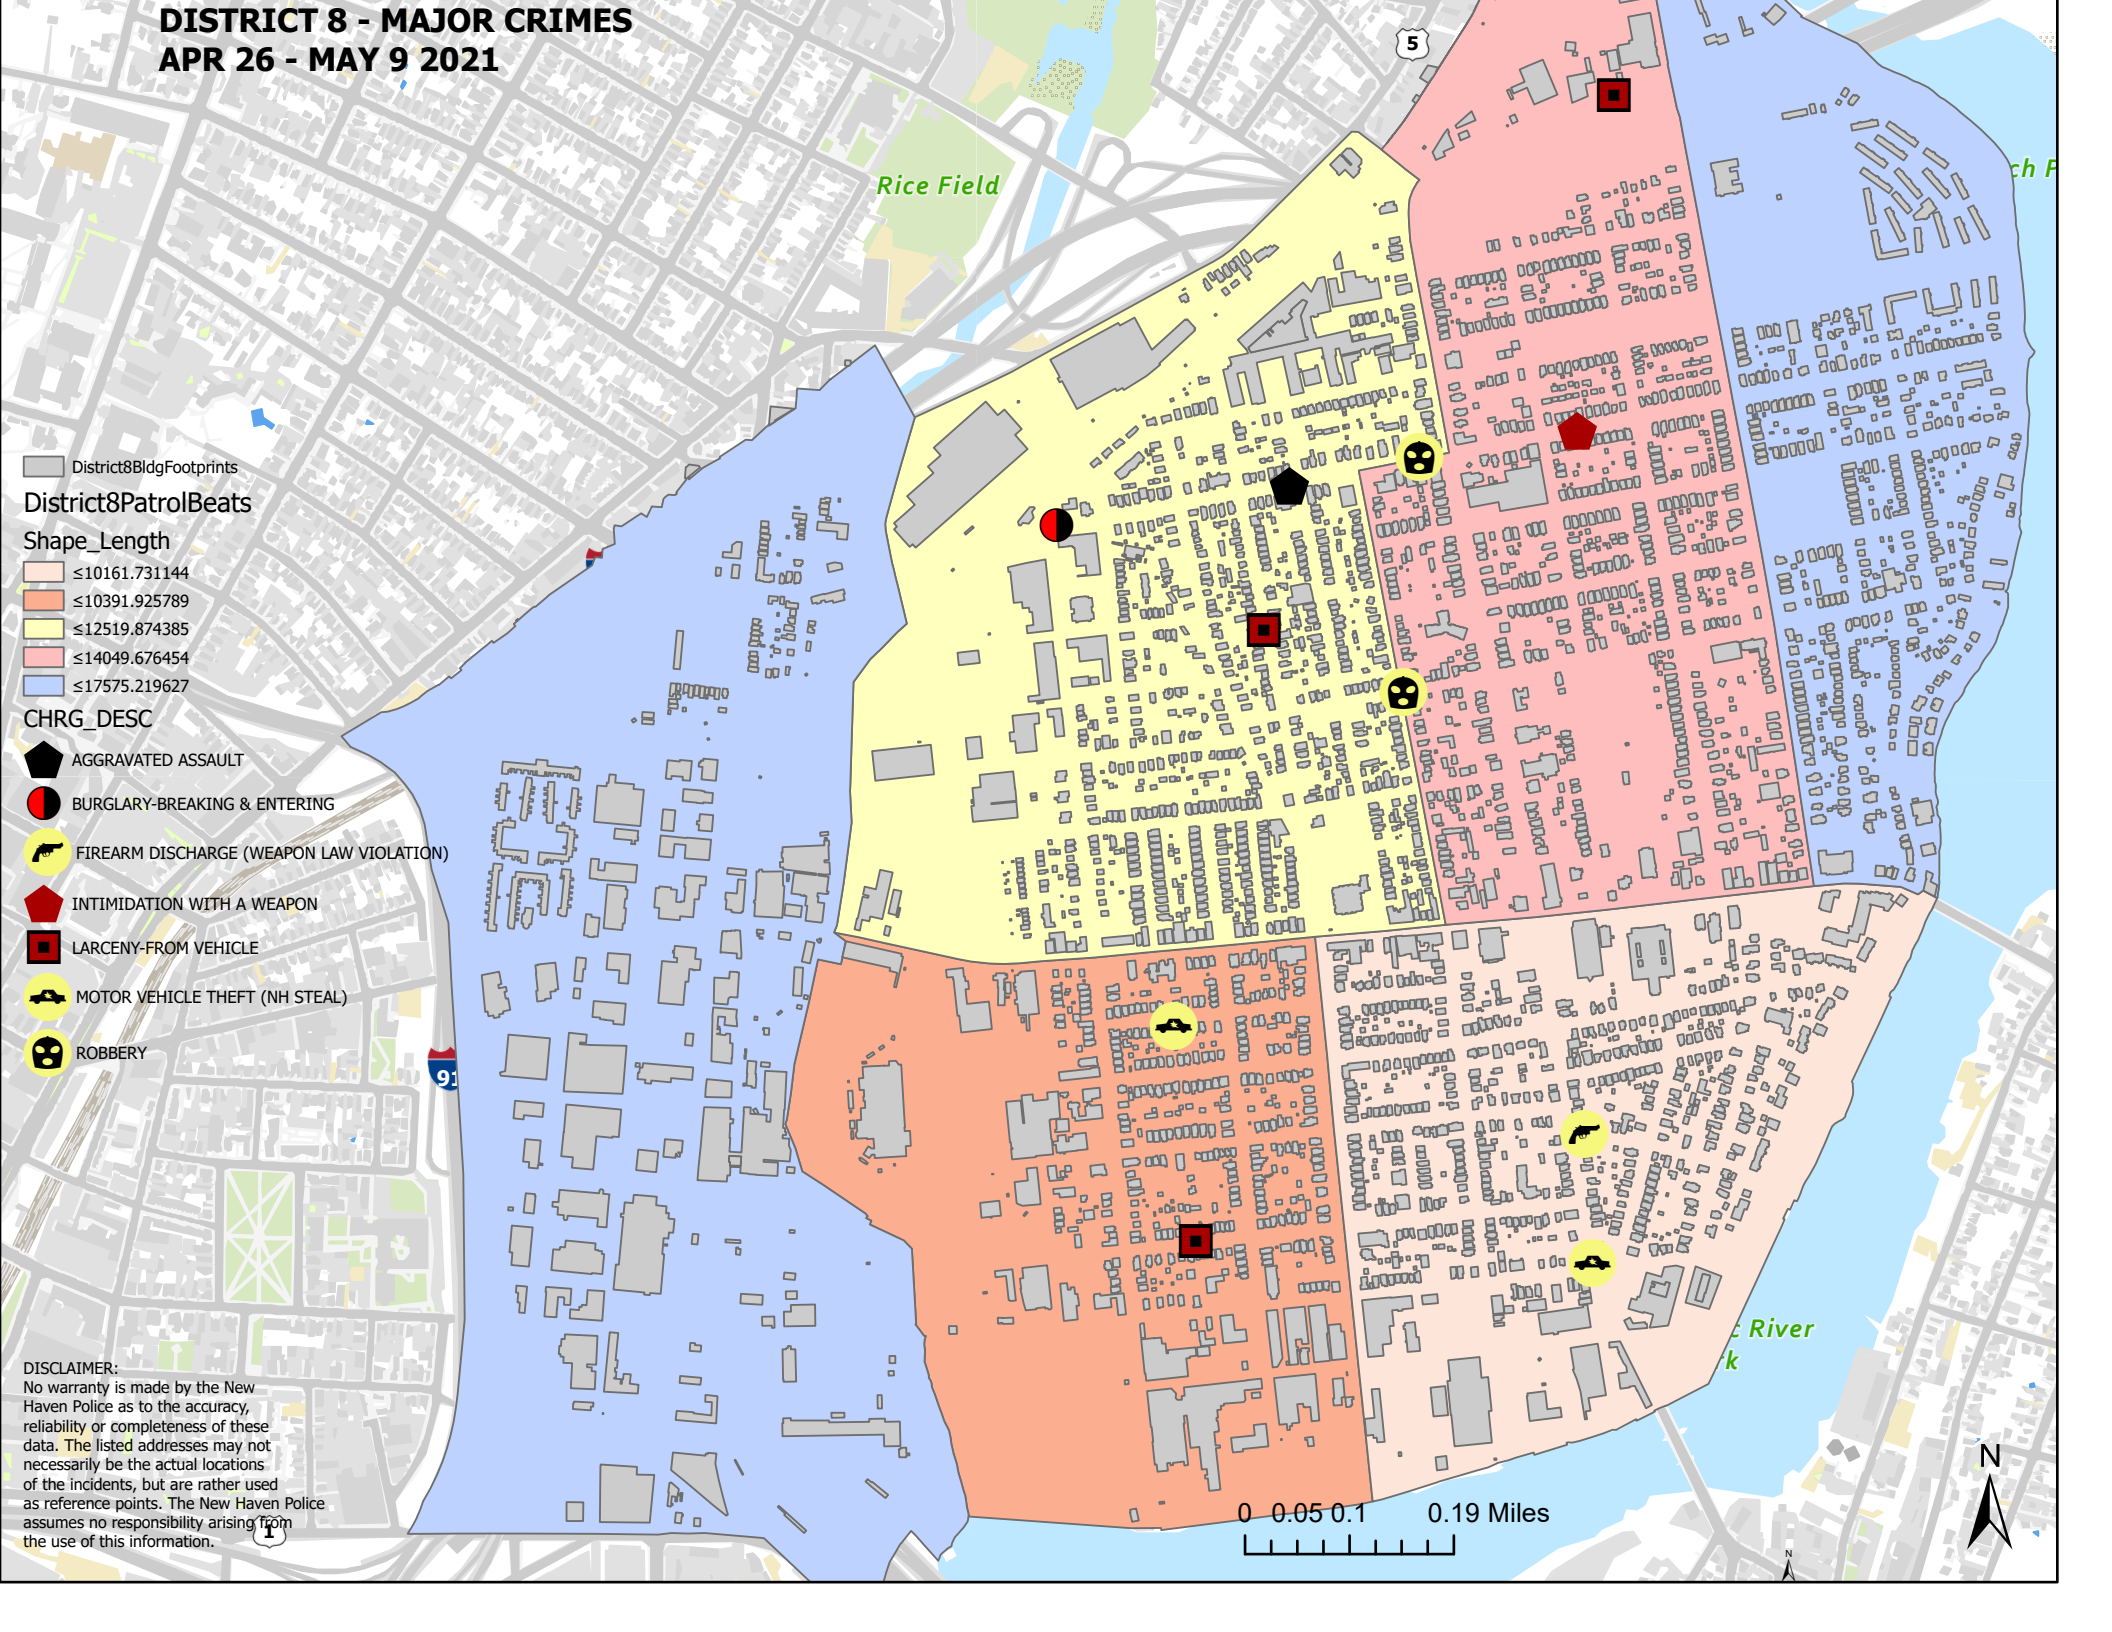 DISTRICT 8 - MAJOR CRIMES
APR 26 - MAY 9 2021
5
Rice Field
ch P
District8BldgFootprints
District8PatrolBeats
Shape_Length
≤10161.731144
≤10391.925789
≤12519.874385
≤14049.676454
≤17575.219627
CHRG_DESC
AGGRAVATED ASSAULT
BURGLARY-BREAKING & ENTERING
FIREARM DISCHARGE (WEAPON LAW VIOLATION)
INTIMIDATION WITH A WEAPON
LARCENY-FROM VEHICLE
MOTOR VEHICLE THEFT (NH STEAL)
ROBBERY
91
c River
rk
DISCLAIMER:
No warranty is made by the New
Haven Police as to the accuracy,
reliability or completeness of these
data. The listed addresses may not
necessarily be the actual locations
of the incidents, but are rather used
as reference points. The New Haven Police
assumes no responsibility arising from
the use of this information.
1
0 0.05 0.1 0.19 Miles
N
N